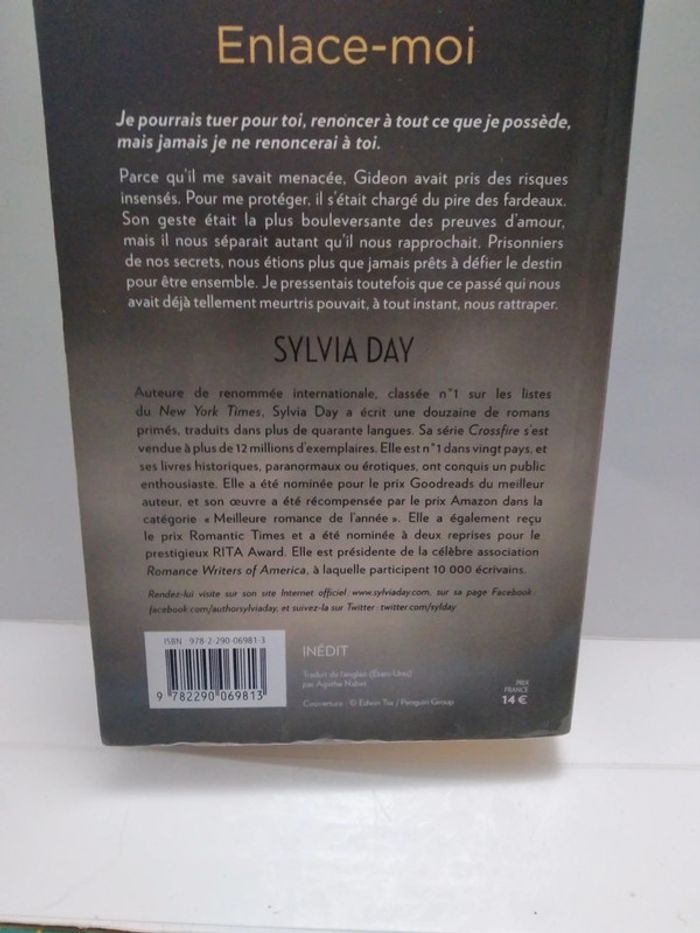 Enlace-moi
Je pourrais tuer pour toi, renoncer à tout ce que je possède,
mais jamais je ne renoncerai à toi.
Parce qu'il me savait menacée, Gideon avait pris des risques
insensés. Pour me protéger, il s'était chargé du pire des fardeaux.
Son geste était la plus bouleversante des preuves d'amour,
mais il nous séparait autant qu'il nous rapprochait. Prisonniers
de nos secrets, nous étions plus que jamais prêts à défier le destin
pour être ensemble. Je pressentais toutefois que ce passé qui nous
avait déjà tellement meurtris pouvait, à tout instant, nous rattraper.
SYLVIA DAY
Auteure de renommée internationale, classée n°1 sur les listes
du New York Times, Sylvia Day a écrit une douzaine de romans
primés, traduits dans plus de quarante langues. Sa série Crossfire s'est
vendue à plus de 12 millions d'exemplaires. Elle est n°1 dans vingt pays, et
ses livres historiques, paranormaux ou érotiques, ont conquis un public
enthousiaste. Elle a été nominée pour le prix Goodreads du meilleur
auteur, et son œuvre a été récompensée par le prix Amazon dans la
catégorie « Meilleure romance de l'année ». Elle a également reçu
le prix Romantic Times et a été nominée à deux reprises pour le
prestigieux RITA Award. Elle est présidente de la célèbre association
Romance Writers of America, à laquelle participent 10 000 écrivains.
Rendez-lui visite sur son site Internet officiel : www.sylviaday.com, sur sa page Facebook :
facebook.com/authorsylviaday, et suivez-la sur Twitter : twitter.com/sylday
ISBN : 978-2-290-06981-3
9 782290 069813
INÉDIT
Traduit de l'anglais (États-Unis)
par Agathe Nabet
Couverture : © Edwin Tse / Penguin Group
PRIX
FRANCE
14 €